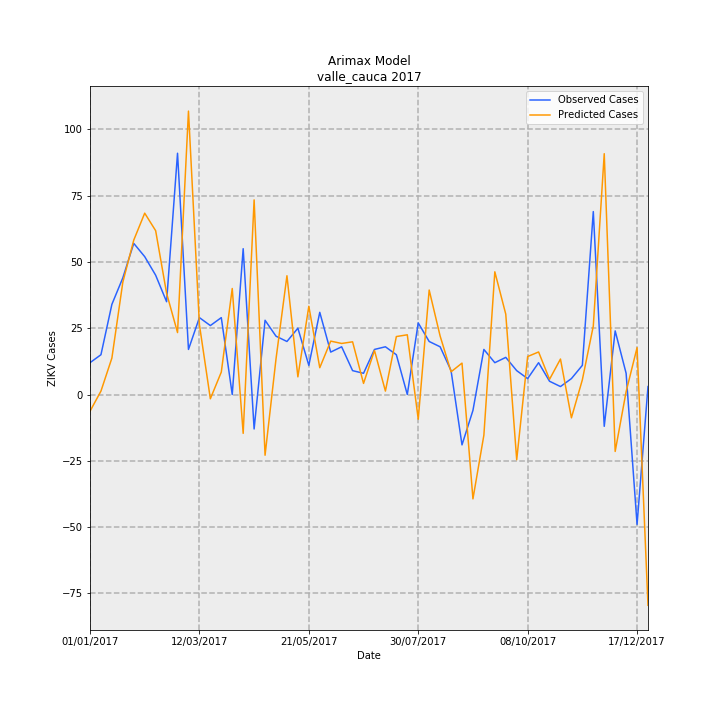 Arimax Model
valle_cauca 2017
Observed Cases
Predicted Cases
ZIKV Cases
100
75
50
25
0
−25
−50
−75
01/01/2017 12/03/2017 21/05/2017 30/07/2017 08/10/2017 17/12/2017
Date